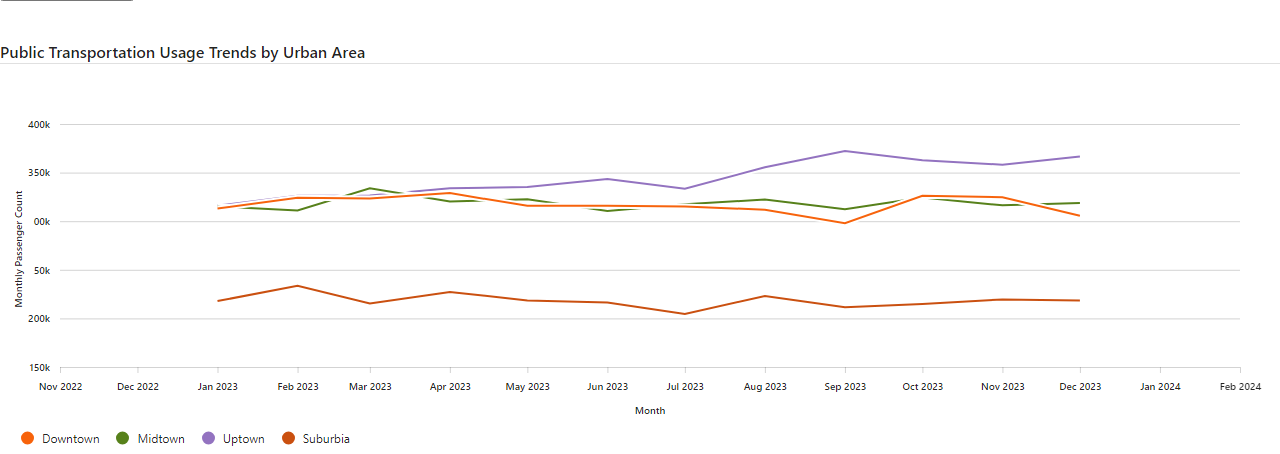 Public Transportation Usage Trends by Urban Area
Monthly Passenger Count
400k
350k
00k
50k
200k
150k
Nov 2022 Dec 2022 Jan 2023 Feb 2023 Mar 2023 Apr 2023 May 2023 Jun 2023 Jul 2023 Aug 2023 Sep 2023 Oct 2023 Nov 2023 Dec 2023 Jan 2024 Feb 2024
Month
Downtown Midtown Uptown Suburbia